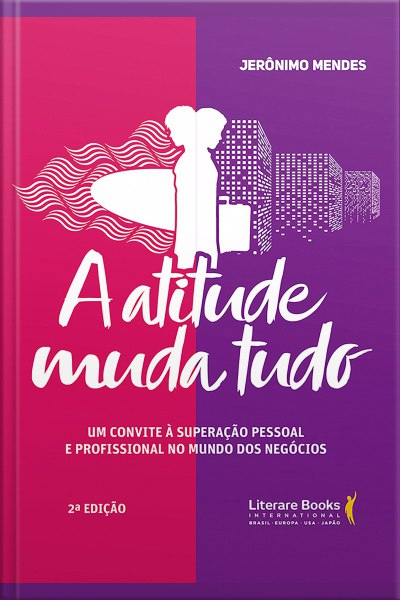 JERÔNIMO MENDES
A atitude
muda tudo
UM CONVITE À SUPERAÇÃO PESSOAL
E PROFISSIONAL NO MUNDO DOS NEGÓCIOS
2ª EDIÇÃO
Literare Books
INTERNATIONAL
BRASIL · EUROPA · USA · JAPÃO